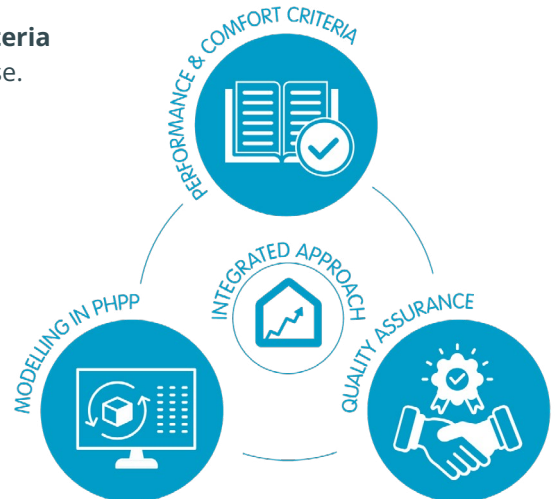 teria
se.
PERFORMANCE & COMFORT CRITERIA
INTEGRATED APPROACH
MODELLING IN PHPP
QUALITY ASSURANCE